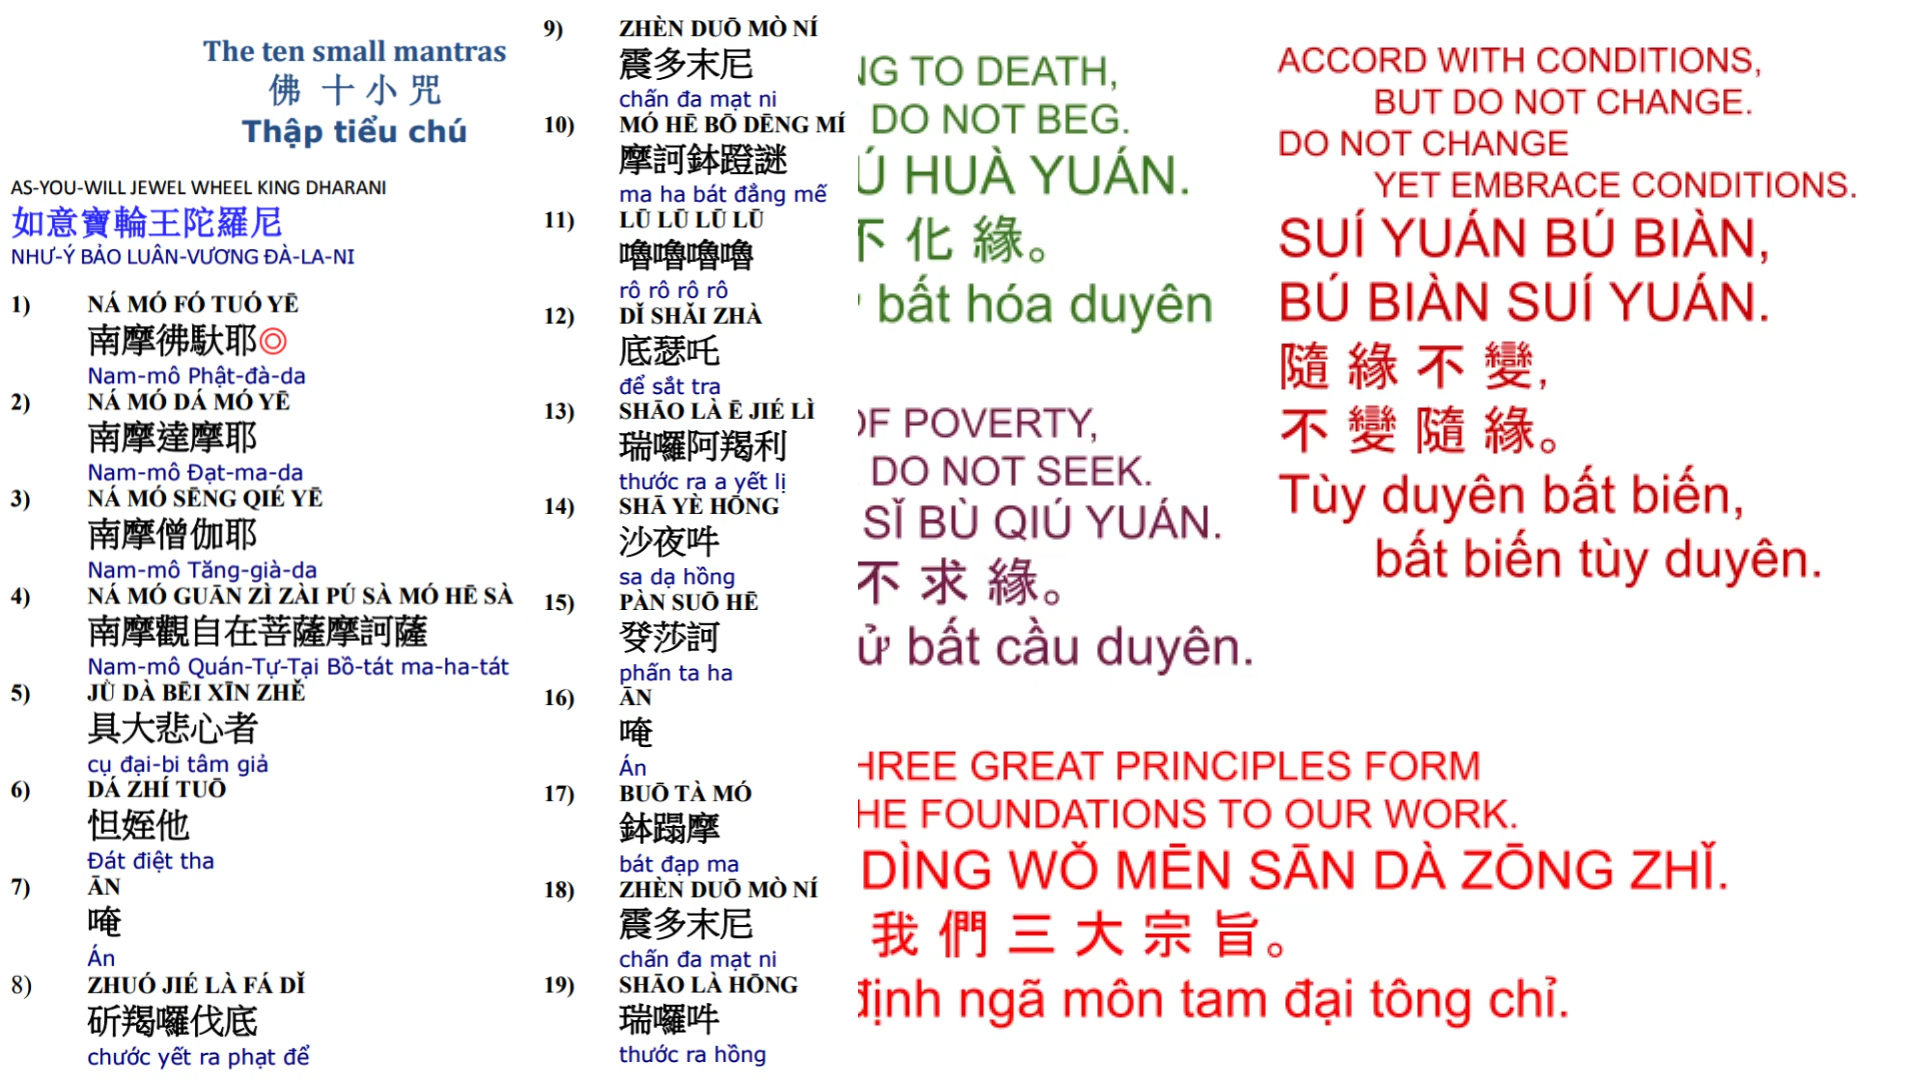 The ten small mantras
佛 十 小 咒
Thập tiểu chú
AS-YOU-WILL JEWEL WHEEL KING DHARANI
如意寶輪王陀羅尼
NHƯ-Ý BẢO LUÂN-VƯƠNG ĐÀ-LA-NI
1) NÁ MÓ FÓ TUÓ YĒ
南摩彿馱耶◎
Nam-mô Phật-đà-da
2) NÁ MÓ DÁ MÓ YĒ
南摩達摩耶
Nam-mô Đạt-ma-da
3) NÁ MÓ SĒNG QIÉ YĒ
南摩僧伽耶
Nam-mô Tăng-già-da
4) NÁ MÓ GUĀN ZÌ ZÀI PÚ SÀ MÓ HĒ SÀ
南摩觀自在菩薩摩訶薩
Nam-mô Quán-Tự-Tại Bồ-tát ma-ha-tát
5) JÙ DÀ BĒI XĪN ZHĚ
具大悲心者
cụ đại-bi tâm giả
6) DÁ ZHÍ TUŌ
怛姪他
Đát điệt tha
7) ĀN
唵
Án
8) ZHUÓ JIÉ LÀ FÁ DǏ
斫羯囉伐底
chước yết ra phạt để
9) ZHÈN DUŌ MÒ NÍ
震多末尼
chấn đa mạt ni
10) MÓ HĒ BŌ DĒNG MÍ
摩訶鉢蹬謎
ma ha bát đẳng mế
11) LŪ LŪ LŪ LŪ
嚕嚕嚕嚕
rô rô rô rô
12) DǏ SHǍI ZHÀ
底瑟吒
để sắt tra
13) SHĀO LÀ Ē JIÉ LÌ
瑞囉阿羯利
thước ra a yết lị
14) SHĀ YÈ HŌNG
沙夜吽
sa dạ hồng
15) PÀN SUŌ HĒ
癹莎訶
phấn ta ha
16) ĀN
唵
Án
17) BUŌ TÀ MÓ
鉢蹋摩
bát đạp ma
18) ZHÈN DUŌ MÒ NÍ
震多末尼
chấn đa mạt ni
19) SHĀO LÀ HŌNG
瑞囉吽
thước ra hồng
NG TO DEATH,
DO NOT BEG.
Ú HUÀ YUÁN.
不 化 緣。
bất hóa duyên
OF POVERTY,
DO NOT SEEK.
SǏ BÙ QIÚ YUÁN.
不 求 緣。
ử bất cầu duyên.
HREE GREAT PRINCIPLES FORM
HE FOUNDATIONS TO OUR WORK.
DÌNG WǑ MĒN SĀN DÀ ZŌNG ZHǏ.
我 們 三 大 宗 旨。
định ngã môn tam đại tông chỉ.
ACCORD WITH CONDITIONS,
BUT DO NOT CHANGE.
DO NOT CHANGE
YET EMBRACE CONDITIONS.
SUÍ YUÁN BÚ BIÀN,
BÚ BIÀN SUÍ YUÁN.
隨 緣 不 變,
不 變 隨 緣。
Tùy duyên bất biến,
bất biến tùy duyên.